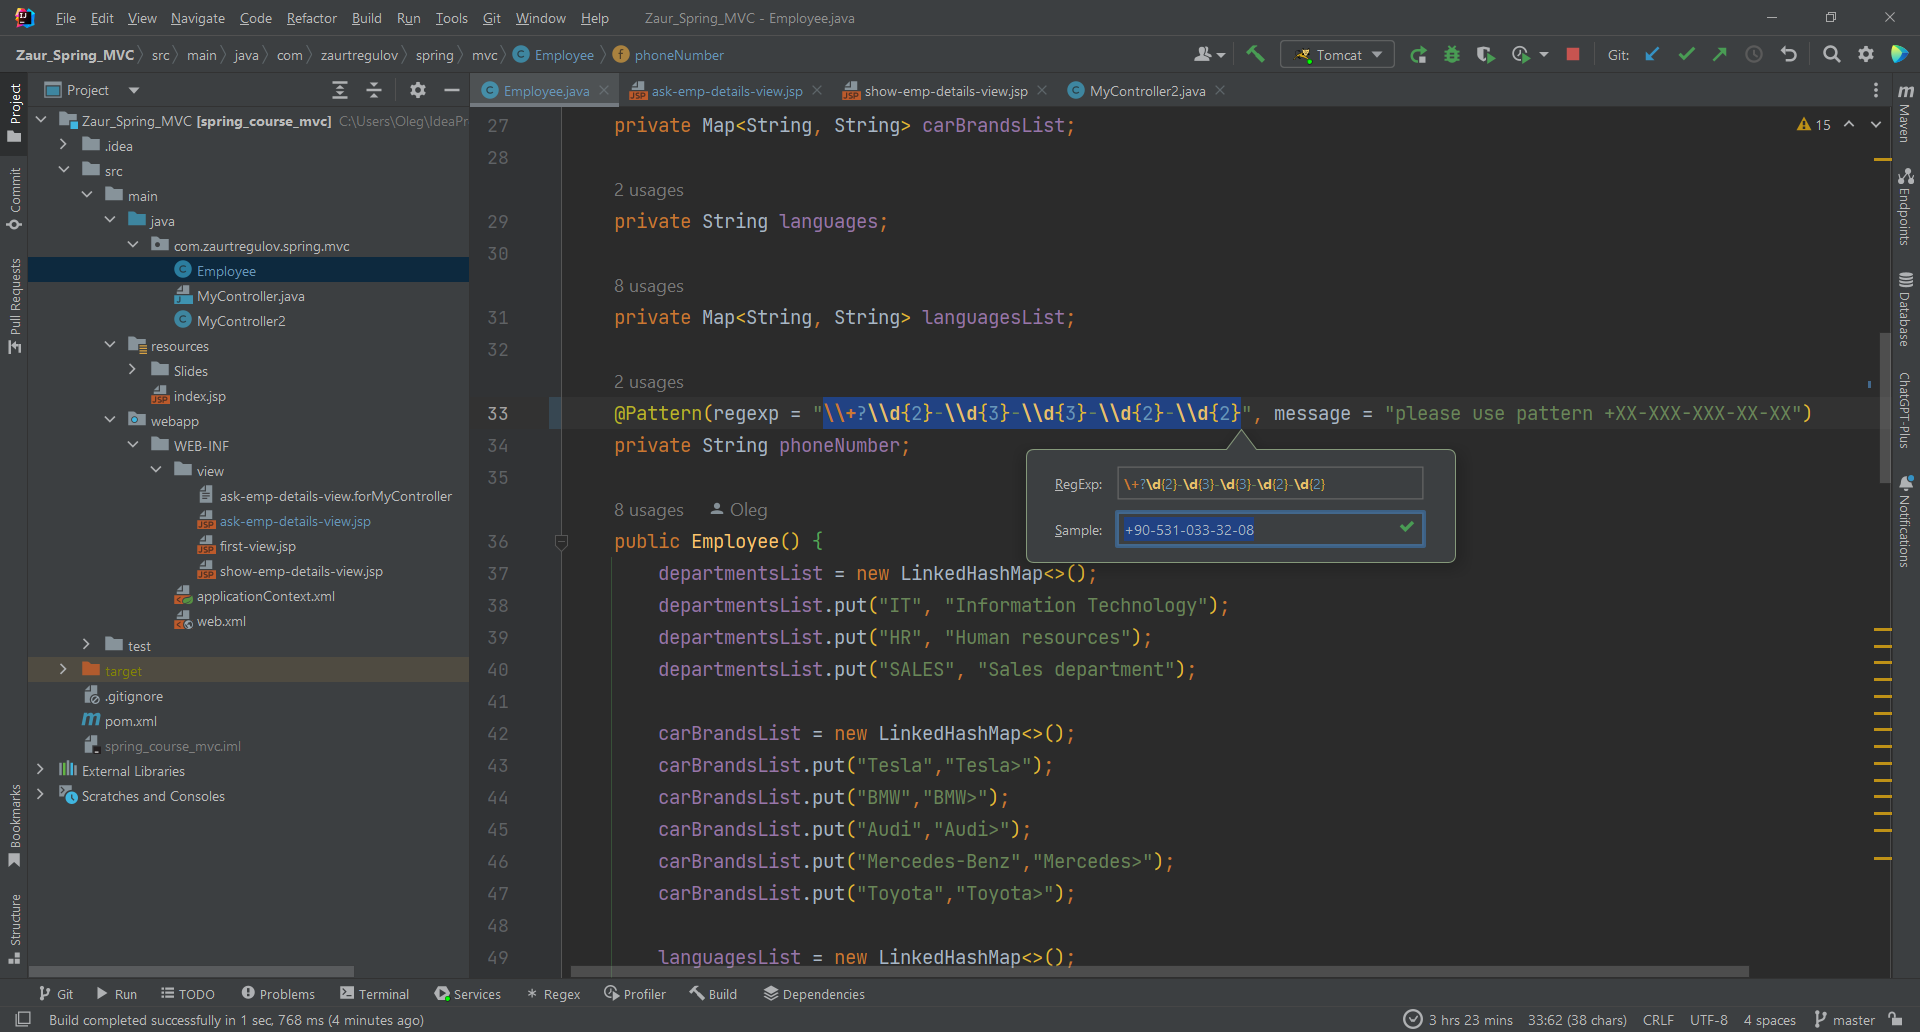 File Edit View Navigate Code Refactor Build Run Tools Git Window Help Zaur_Spring_MVC - Employee.java
Zaur_Spring_MVC src main java com zaurtregulov spring mvc Employee phoneNumber Tomcat Git:
Project
Employee.java ask-emp-details-view.jsp show-emp-details-view.jsp MyController2.java
Project
Commit
Pull Requests
Bookmarks
Structure
Zaur_Spring_MVC [spring_course_mvc] C:\Users\Oleg\IdeaPr
.idea
src
main
java
com.zaurtregulov.spring.mvc
Employee
MyController.java
MyController2
resources
Slides
index.jsp
webapp
WEB-INF
view
ask-emp-details-view.forMyController
ask-emp-details-view.jsp
first-view.jsp
show-emp-details-view.jsp
applicationContext.xml
web.xml
test
target
.gitignore
pom.xml
spring_course_mvc.iml
External Libraries
Scratches and Consoles
27 private Map<String, String> carBrandsList;
15
28
2 usages
29 private String languages;
30
8 usages
31 private Map<String, String> languagesList;
32
2 usages
33 @Pattern(regexp = "\\+?\\d{2}-\\d{3}-\\d{3}-\\d{2}-\\d{2}", message = "please use pattern +XX-XXX-XXX-XX-XX")
34 private String phoneNumber;
35
RegExp: \+?\d{2}-\d{3}-\d{3}-\d{2}-\d{2}
Sample: +90-531-033-32-08
8 usages Oleg
36 public Employee() {
37 departmentsList = new LinkedHashMap<>();
38 departmentsList.put("IT", "Information Technology");
39 departmentsList.put("HR", "Human resources");
40 departmentsList.put("SALES", "Sales department");
41
42 carBrandsList = new LinkedHashMap<>();
43 carBrandsList.put("Tesla","Tesla>");
44 carBrandsList.put("BMW","BMW>");
45 carBrandsList.put("Audi","Audi>");
46 carBrandsList.put("Mercedes-Benz","Mercedes>");
47 carBrandsList.put("Toyota","Toyota>");
48
49 languagesList = new LinkedHashMap<>();
Maven
Endpoints
Database
ChatGPT-Plus
Notifications
Git Run TODO Problems Terminal Services Regex Profiler Build Dependencies
Build completed successfully in 1 sec, 768 ms (4 minutes ago) 3 hrs 23 mins 33:62 (38 chars) CRLF UTF-8 4 spaces master